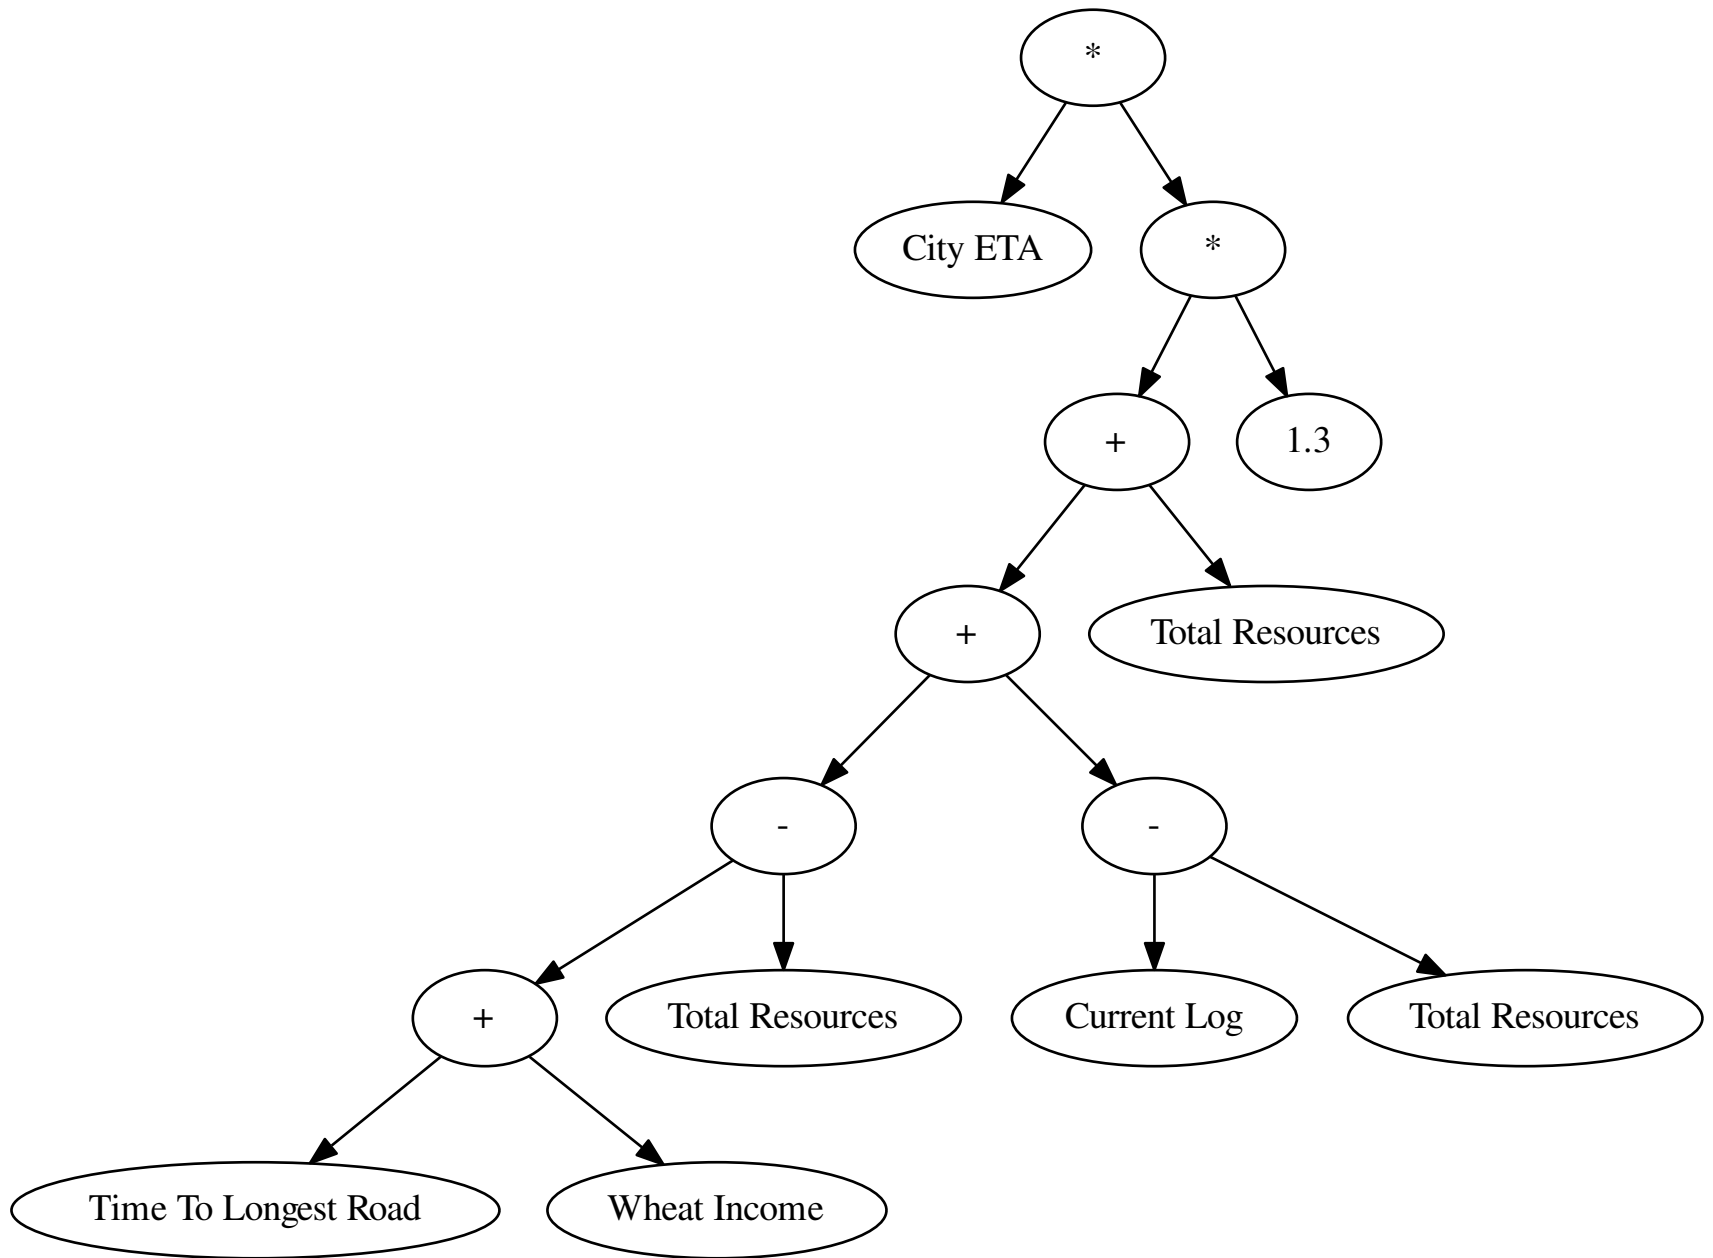 *
City ETA
*
+
1.3
+
Total Resources
-
-
+
Total Resources
Current Log
Total Resources
Time To Longest Road
Wheat Income